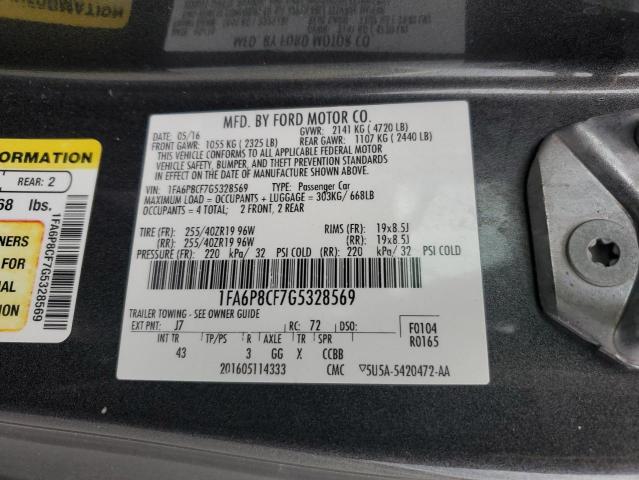 INFORMATION
MFD. BY FORD MOTOR CO.
ORMATION
REAR: 2
68 lbs.
NERS
FOR
NAL
TION
1FA6P8CF7G5328569
MFD. BY FORD MOTOR CO.
DATE: 05/16 GVWR: 2141 KG ( 4720 LB)
FRONT GAWR: 1055 KG ( 2325 LB) REAR GAWR: 1107 KG ( 2440 LB)
THIS VEHICLE CONFORMS TO ALL APPLICABLE FEDERAL MOTOR
VEHICLE SAFETY, BUMPER, AND THEFT PREVENTION STANDARDS
IN EFFECT ON THE DATE OF MANUFACTURE SHOWN ABOVE.
VIN: 1FA6P8CF7G5328569 TYPE: Passenger Car
MAXIMUM LOAD = OCCUPANTS + LUGGAGE = 303KG/ 668LB
OCCUPANTS = 4 TOTAL; 2 FRONT, 2 REAR
TIRE (FR): 255/40ZR19 96W RIMS (FR): 19x8.5J
(RR): 255/40ZR19 96W (RR): 19x8.5J
PRESSURE (FR): 220 kPa/ 32 PSI COLD (RR): 220 kPa/ 32 PSI COLD
1FA6P8CF7G5328569
TRAILER TOWING - SEE OWNER GUIDE
EXT PNT: J7 RC: 72 DSO: F0104
R0165
INT TR TP/PS R AXLE TR SPR
43 3 GG X CCBB
201605114333 CMC 5U5A-5420472-AA